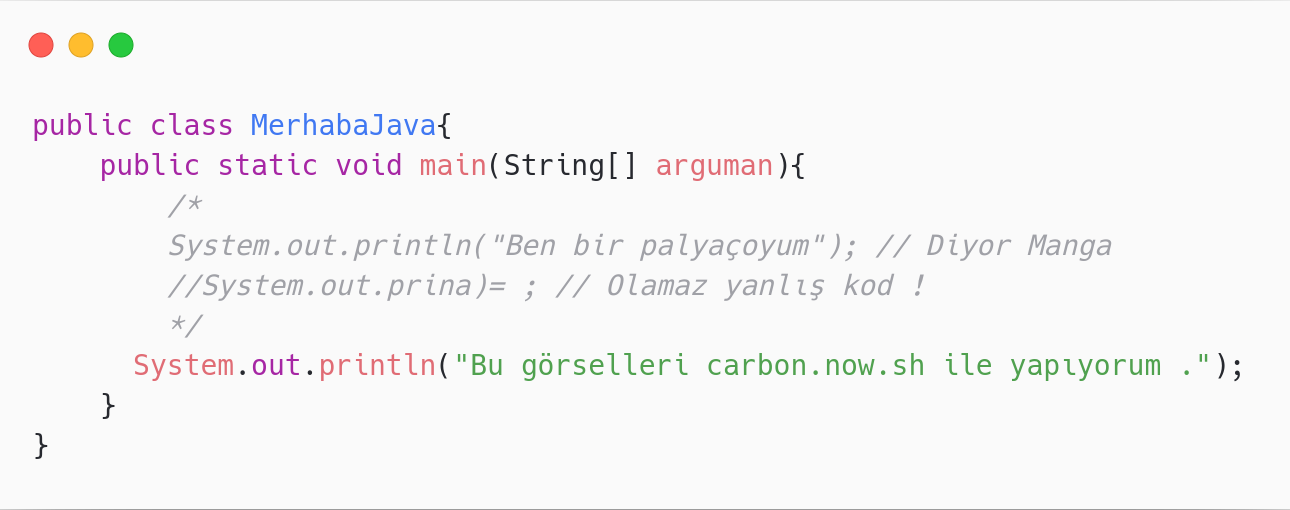 public class MerhabaJava{
    public static void main(String[] arguman){
        /*
        System.out.println("Ben bir palyaçoyum"); // Diyor Manga
        //System.out.prina)= ; // Olamaz yanlış kod !
        */
      System.out.println("Bu görselleri carbon.now.sh ile yapıyorum .");
    }
}